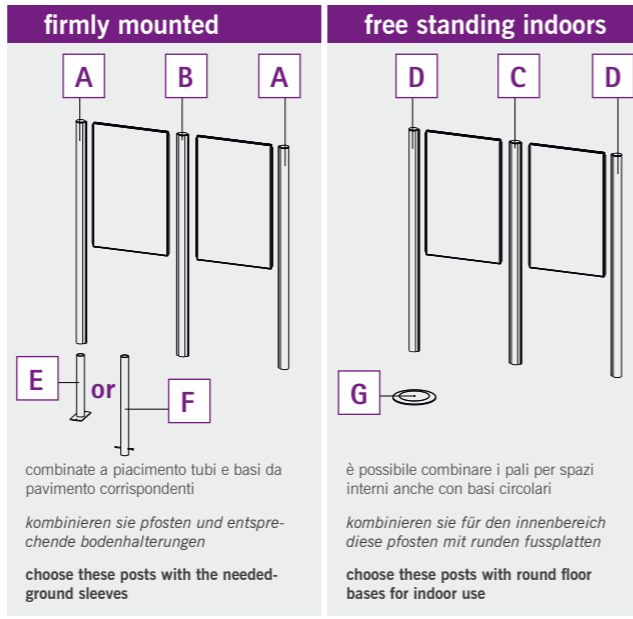 firmly mounted
A B A
E or F
combinate a piacimento tubi e basi da
pavimento corrispondenti
kombinieren sie pfosten und entspre-
chende bodenhalterungen
choose these posts with the needed-
ground sleeves
free standing indoors
D C D
G
è possibile combinare i pali per spazi
interni anche con basi circolari
kombinieren sie für den innenbereich
diese pfosten mit runden fussplatten
choose these posts with round floor
bases for indoor use